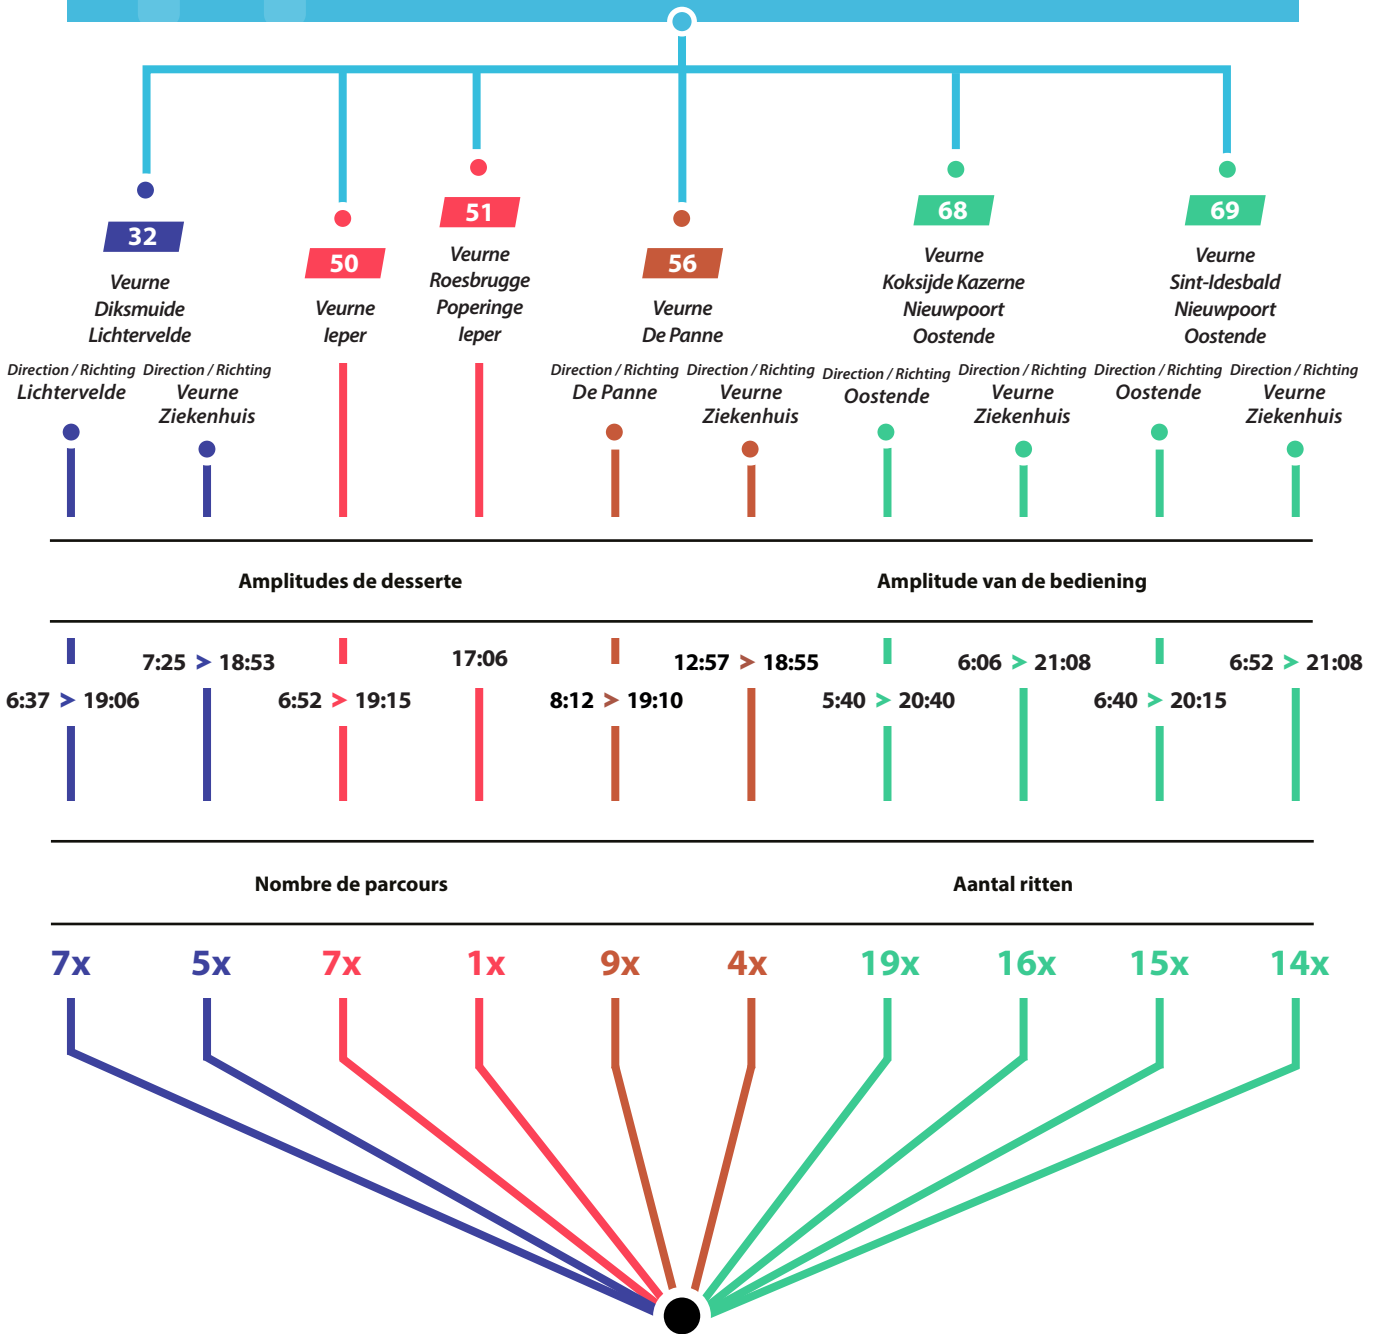 32
Veurne
Diksmuide
Lichtervelde
50
Veurne
Ieper
51
Veurne
Roesbrugge
Poperinge
Ieper
56
Veurne
De Panne
68
Veurne
Koksijde Kazerne
Nieuwpoort
Oostende
69
Veurne
Sint-Idesbald
Nieuwpoort
Oostende
Direction / Richting
Lichtervelde
Direction / Richting
Veurne
Ziekenhuis
Direction / Richting
De Panne
Direction / Richting
Veurne
Ziekenhuis
Direction / Richting
Oostende
Direction / Richting
Veurne
Ziekenhuis
Direction / Richting
Oostende
Direction / Richting
Veurne
Ziekenhuis
Amplitudes de desserte
Amplitude van de bediening
6:37 > 19:06
7:25 > 18:53
6:52 > 19:15
17:06
8:12 > 19:10
12:57 > 18:55
5:40 > 20:40
6:06 > 21:08
6:40 > 20:15
6:52 > 21:08
Nombre de parcours
Aantal ritten
7x
5x
7x
1x
9x
4x
19x
16x
15x
14x